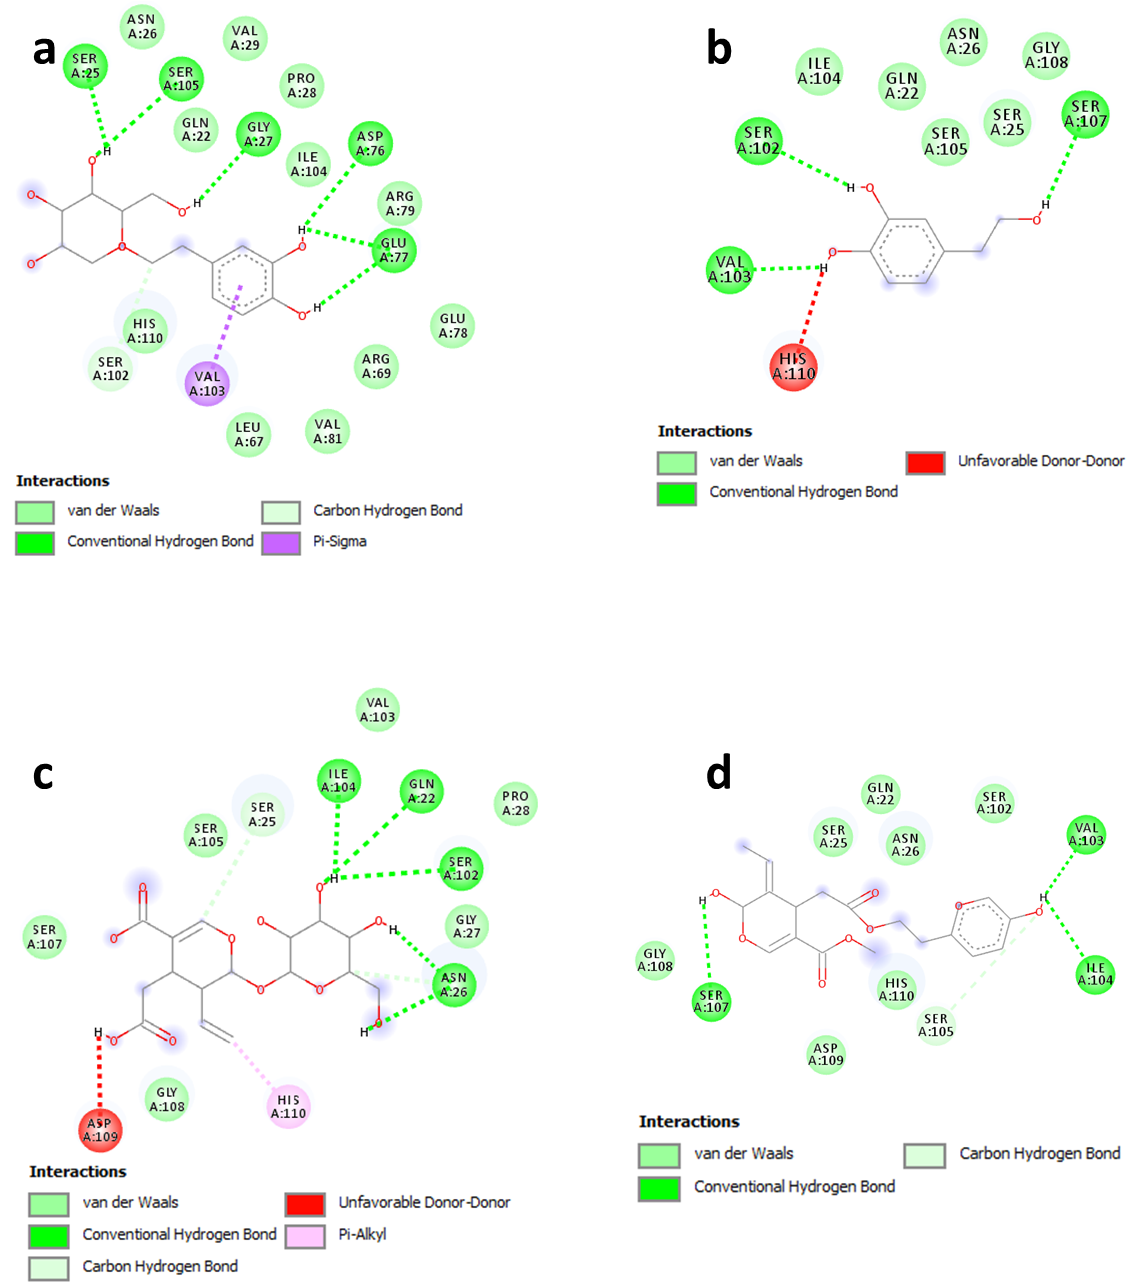 a
ASN
A:26
VAL
A:29
SER
A:25
SER
A:105
PRO
A:28
GLN
A:22
GLY
A:27
ASP
A:76
ILE
A:104
ARG
A:79
GLU
A:77
HIS
A:110
SER
A:102
VAL
A:103
GLU
A:78
ARG
A:69
LEU
A:67
VAL
A:81
H
O
O
O
O
O
H
H
O
O
H
Interactions
van der Waals
Carbon Hydrogen Bond
Conventional Hydrogen Bond
Pi-Sigma
b
ASN
A:26
GLY
A:108
ILE
A:104
GLN
A:22
SER
A:25
SER
A:107
SER
A:102
SER
A:105
VAL
A:103
HIS
A:110
H
O
O
H
H
O
Interactions
van der Waals
Unfavorable Donor-Donor
Conventional Hydrogen Bond
c
VAL
A:103
ILE
A:104
GLN
A:22
PRO
A:28
SER
A:25
SER
A:105
SER
A:102
SER
A:107
GLY
A:27
ASN
A:26
GLY
A:108
HIS
A:110
ASP
A:109
O
O
O
O
H
O
O
O
H
O
O
O
H
H
O
O
Interactions
van der Waals
Unfavorable Donor-Donor
Conventional Hydrogen Bond
Pi-Alkyl
Carbon Hydrogen Bond
d
GLN
A:22
SER
A:102
SER
A:25
ASN
A:26
VAL
A:103
GLY
A:108
SER
A:107
HIS
A:110
SER
A:105
ILE
A:104
ASP
A:109
H
O
O
O
O
O
O
O
O
H
Interactions
van der Waals
Carbon Hydrogen Bond
Conventional Hydrogen Bond